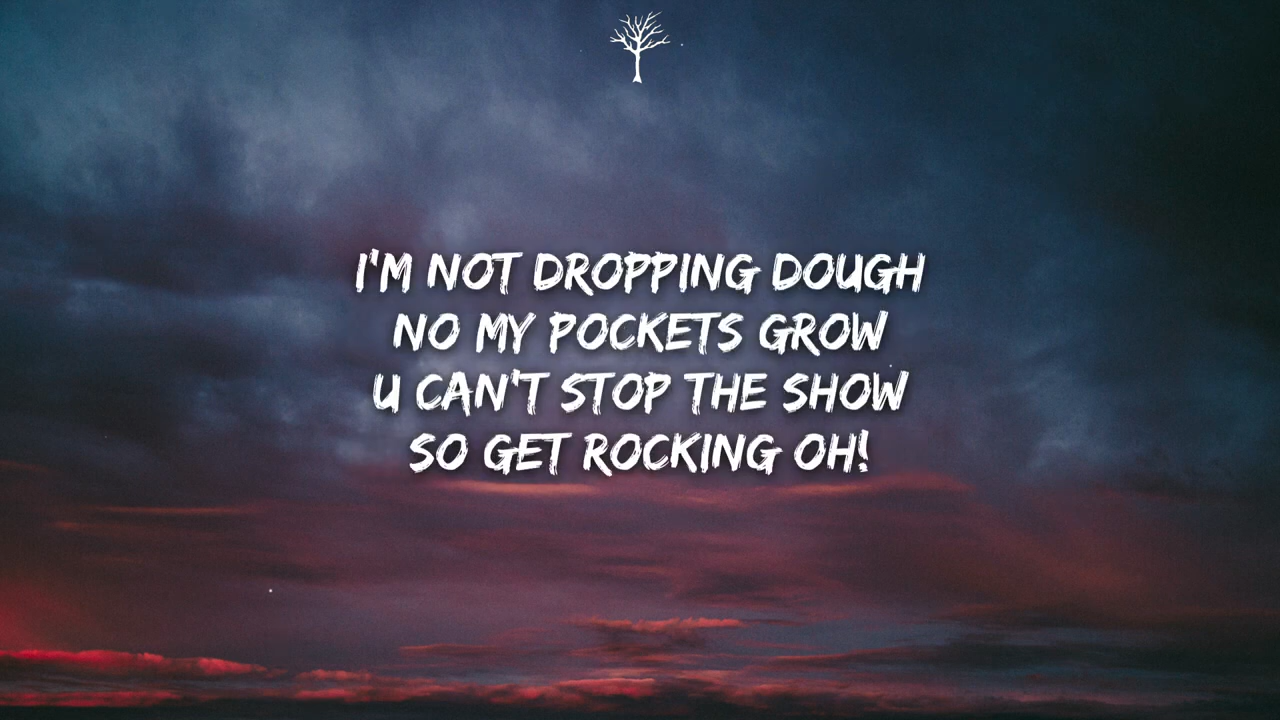 I'M NOT DROPPING DOUGH
NO MY POCKETS GROW
U CAN'T STOP THE SHOW
SO GET ROCKING OH!